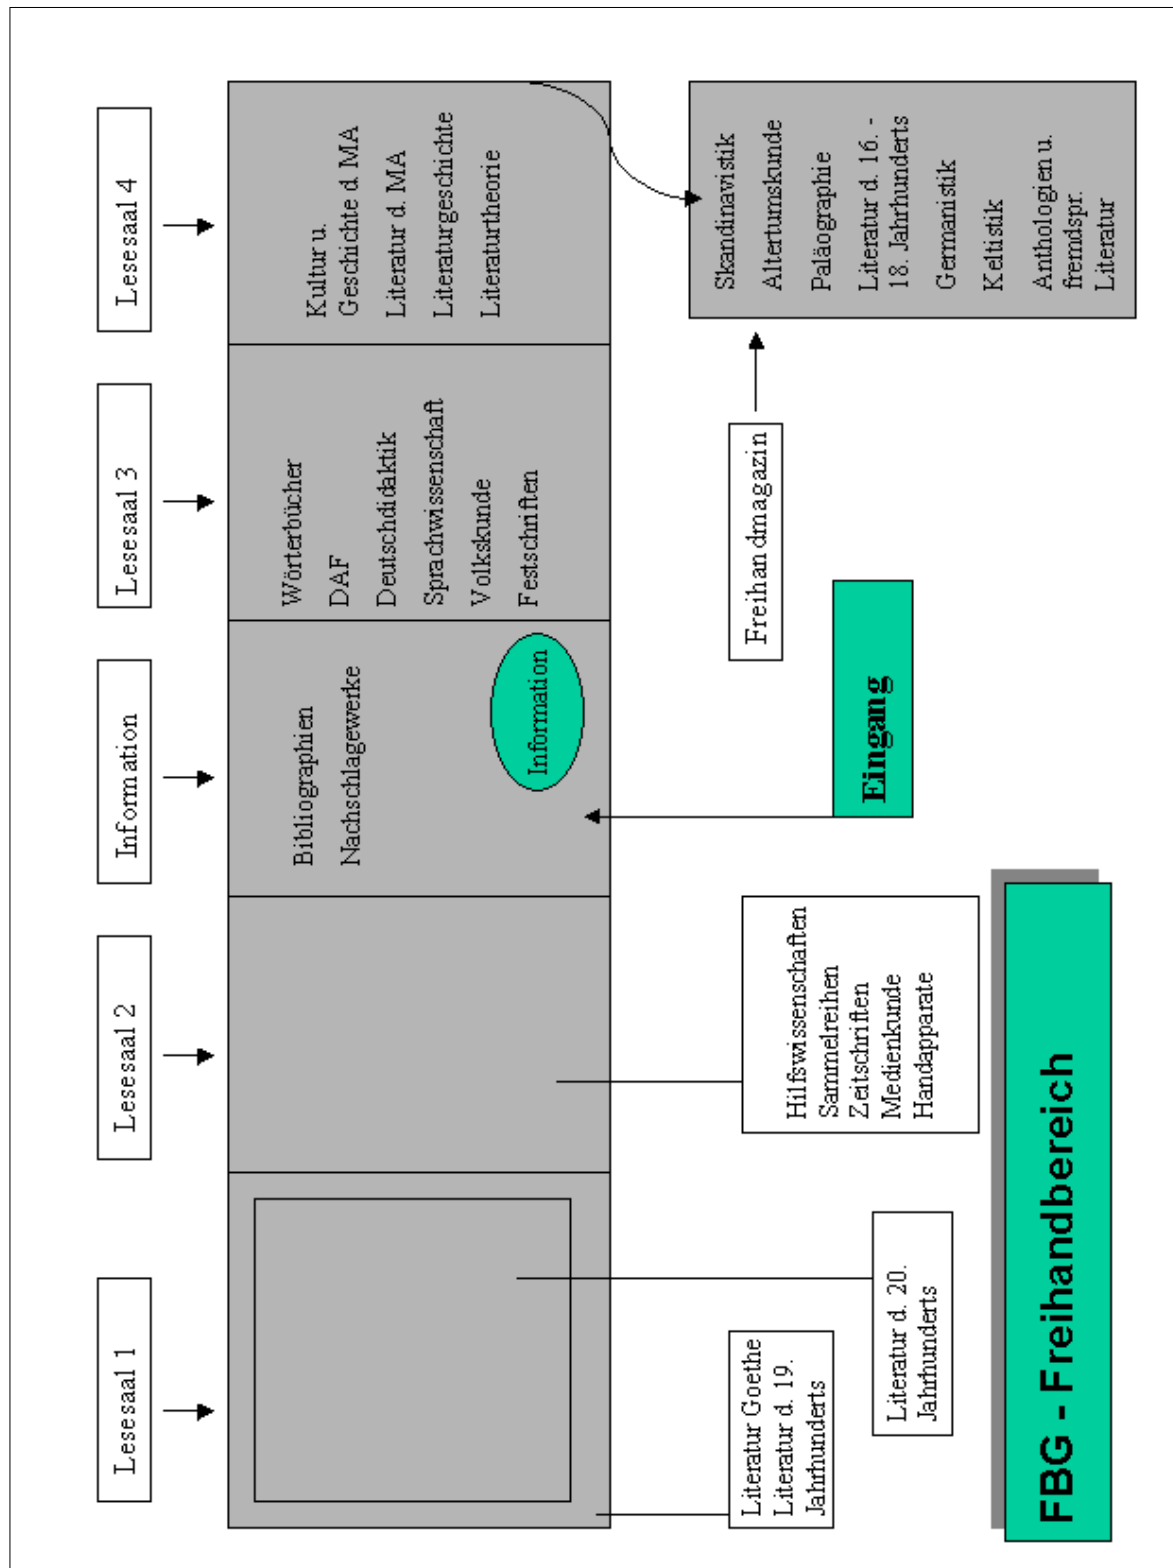 Lesesaal 1
Lesesaal 2
Information
Lesesaal 3
Lesesaal 4
Bibliographien
Nachschlagewerke
Information
Wörterbücher
DAF
Deutschdidaktik
Sprachwissenschaft
Volkskunde
Festschriften
Kultur u.
Geschichte d. MA
Literatur d. MA
Literaturgeschichte
Literaturtheorie
Literatur Goethe
Literatur d. 19.
Jahrhunderts
Literatur d. 20.
Jahrhunderts
Hilfswissenschaften
Sammelreihen
Zeitschriften
Medienkunde
Handapparate
Eingang
Freihandmagazin
Skandinavistik
Altertumskunde
Paläographie
Literatur d. 16. -
18. Jahrhunderts
Germanistik
Keltistik
Anthologien u.
fremdspr.
Literatur
FBG - Freihandbereich